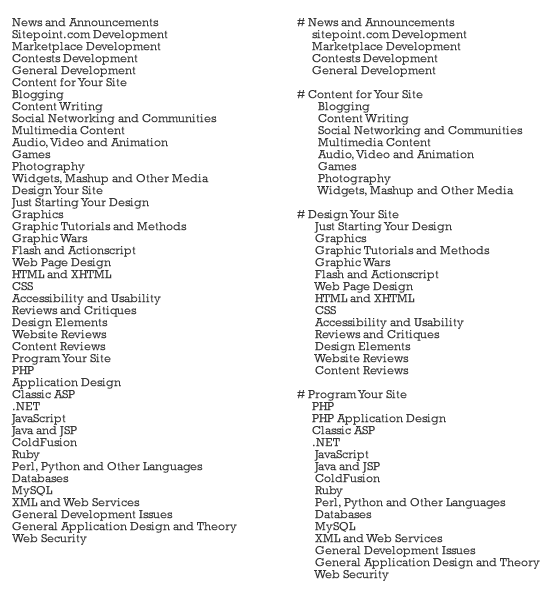 News and Announcements
Sitepoint.com Development
Marketplace Development
Contests Development
General Development
Content for Your Site
Blogging
Content Writing
Social Networking and Communities
Multimedia Content
Audio, Video and Animation
Games
Photography
Widgets, Mashup and Other Media
Design Your Site
Just Starting Your Design
Graphics
Graphic Tutorials and Methods
Graphic Wars
Flash and Actionscript
Web Page Design
HTML and XHTML
CSS
Accessibility and Usability
Reviews and Critiques
Design Elements
Website Reviews
Content Reviews
Program Your Site
PHP
Application Design
Classic ASP
.NET
JavaScript
Java and JSP
ColdFusion
Ruby
Perl, Python and Other Languages
Databases
MySQL
XML and Web Services
General Development Issues
General Application Design and Theory
Web Security
# News and Announcements
sitepoint.com Development
Marketplace Development
Contests Development
General Development
# Content for Your Site
Blogging
Content Writing
Social Networking and Communities
Multimedia Content
Audio, Video and Animation
Games
Photography
Widgets, Mashup and Other Media
# Design Your Site
Just Starting Your Design
Graphics
Graphic Tutorials and Methods
Graphic Wars
Flash and Actionscript
Web Page Design
HTML and XHTML
CSS
Accessibility and Usability
Reviews and Critiques
Design Elements
Website Reviews
Content Reviews
# Program Your Site
PHP
PHP Application Design
Classic ASP
.NET
JavaScript
Java and JSP
ColdFusion
Ruby
Perl, Python and Other Languages
Databases
MySQL
XML and Web Services
General Development Issues
General Application Design and Theory
Web Security